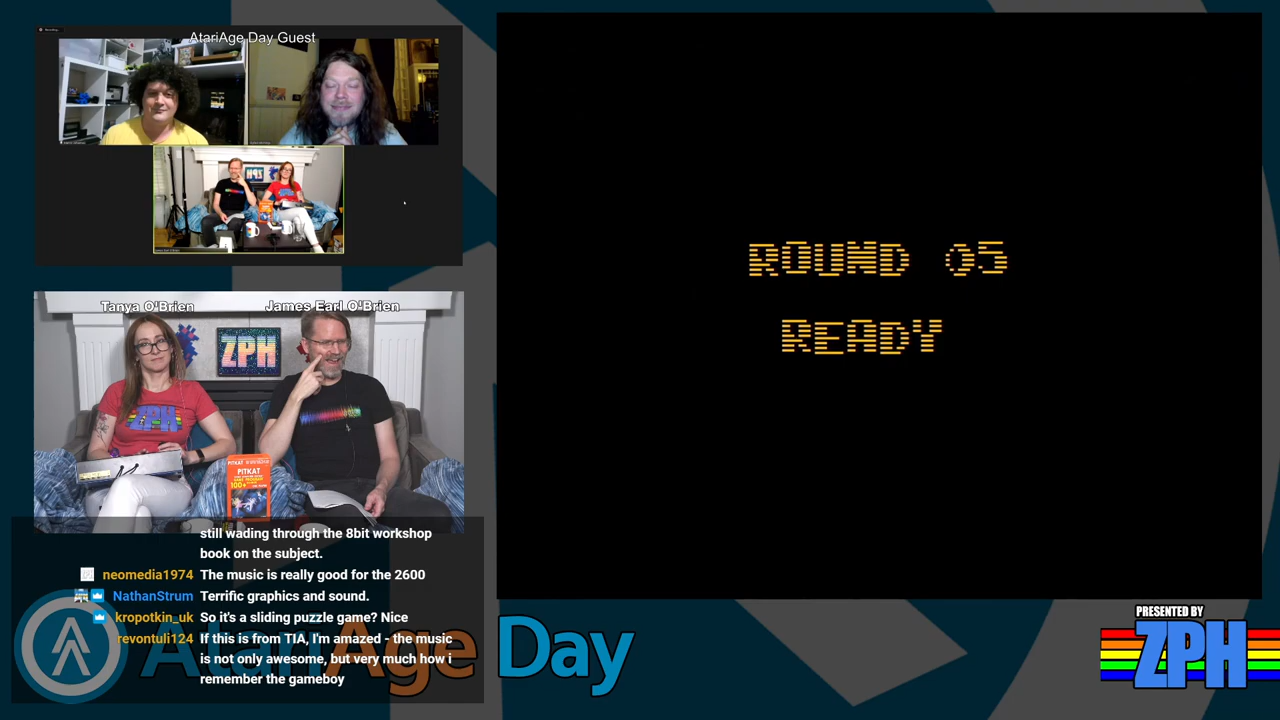 AtariAge Day Guest
ROUND 05
READY
Tanya O'Brien
James Earl O'Brien
ZPH
ZPH
PITKAT
100+
still wading through the 8bit workshop
book on the subject.
neomedia1974 The music is really good for the 2600
NathanStrum Terrific graphics and sound.
kropotkin_uk So it's a sliding puzzle game? Nice
revontuli124 If this is from TIA, I'm amazed - the music
is not only awesome, but very much how i
remember the gameboy
AtariAge Day
PRESENTED BY
ZPH